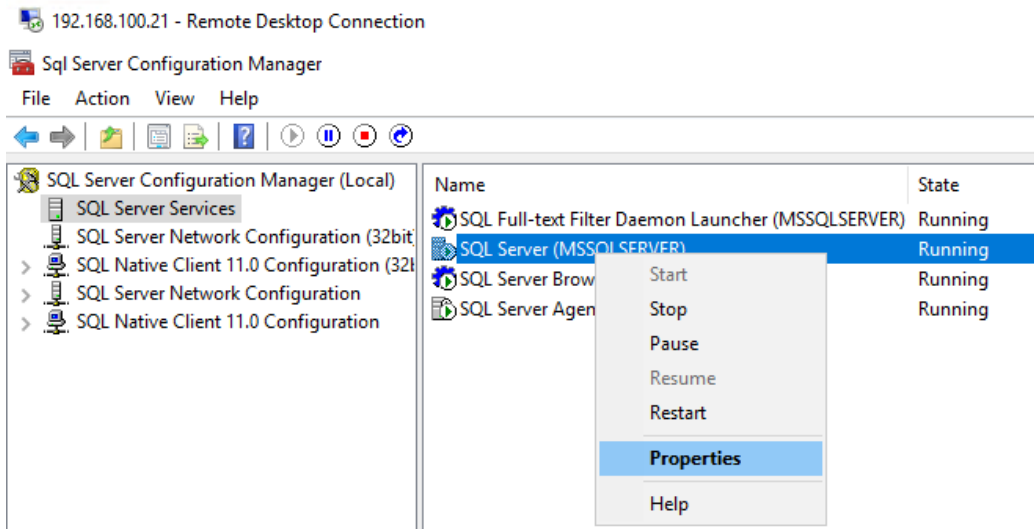 192.168.100.21 - Remote Desktop Connection
Sql Server Configuration Manager
File Action View Help
SQL Server Configuration Manager (Local)
SQL Server Services
SQL Server Network Configuration (32bit
SQL Native Client 11.0 Configuration (32b
SQL Server Network Configuration
SQL Native Client 11.0 Configuration
Name State
SQL Full-text Filter Daemon Launcher (MSSQLSERVER) Running
SQL Server (MSSQLSERVER) Running
SQL Server Brow Running
SQL Server Agen Running
Start
Stop
Pause
Resume
Restart
Properties
Help